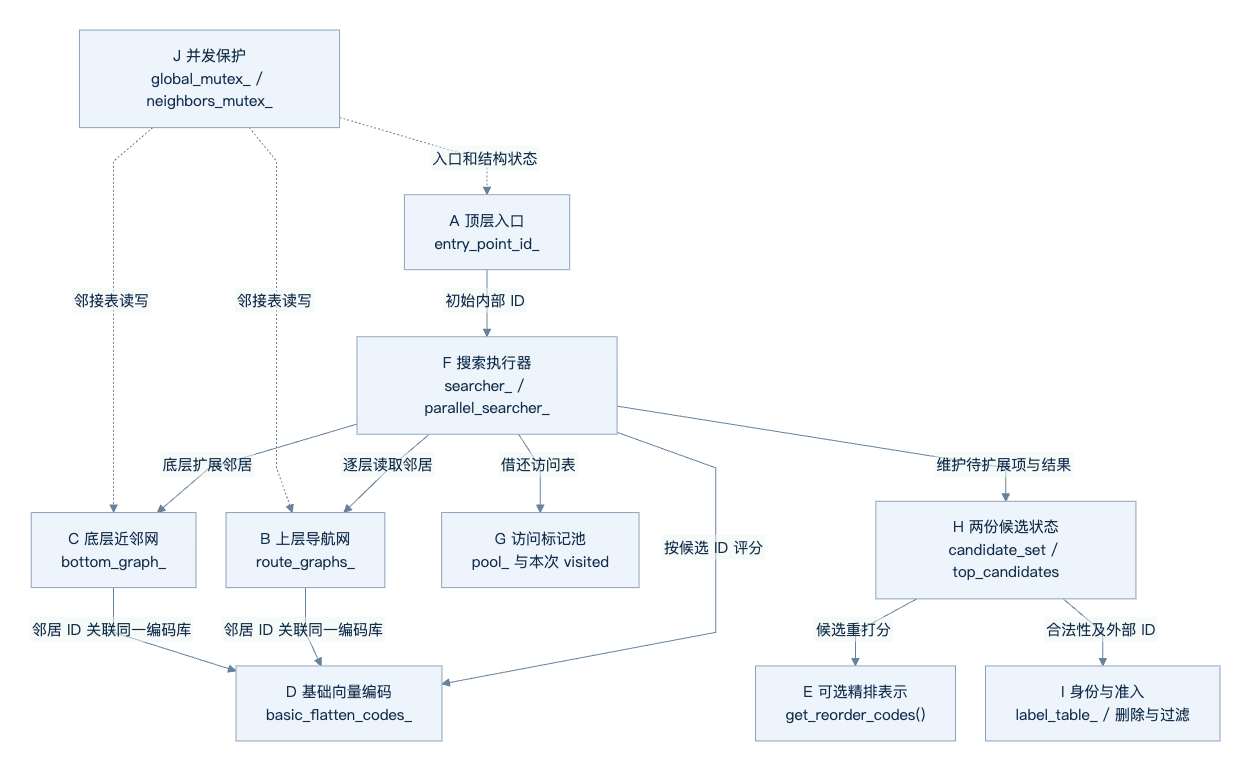 J 并发保护
global_mutex_ /
neighbors_mutex_
入口和结构状态
A 顶层入口
entry_point_id_
邻接表读写
邻接表读写
初始内部 ID
F 搜索执行器
searcher_ /
parallel_searcher_
底层扩展邻居
逐层读取邻居
借还访问表
维护待扩展项与结果
C 底层近邻网
bottom_graph_
B 上层导航网
route_graphs_
G 访问标记池
pool_ 与本次 visited
按候选 ID 评分
H 两份候选状态
candidate_set /
top_candidates
邻居 ID 关联同一编码库
邻居 ID 关联同一编码库
候选重打分
合法性及外部 ID
D 基础向量编码
basic_flatten_codes_
E 可选精排表示
get_reorder_codes()
I 身份与准入
label_table_ / 删除与过滤